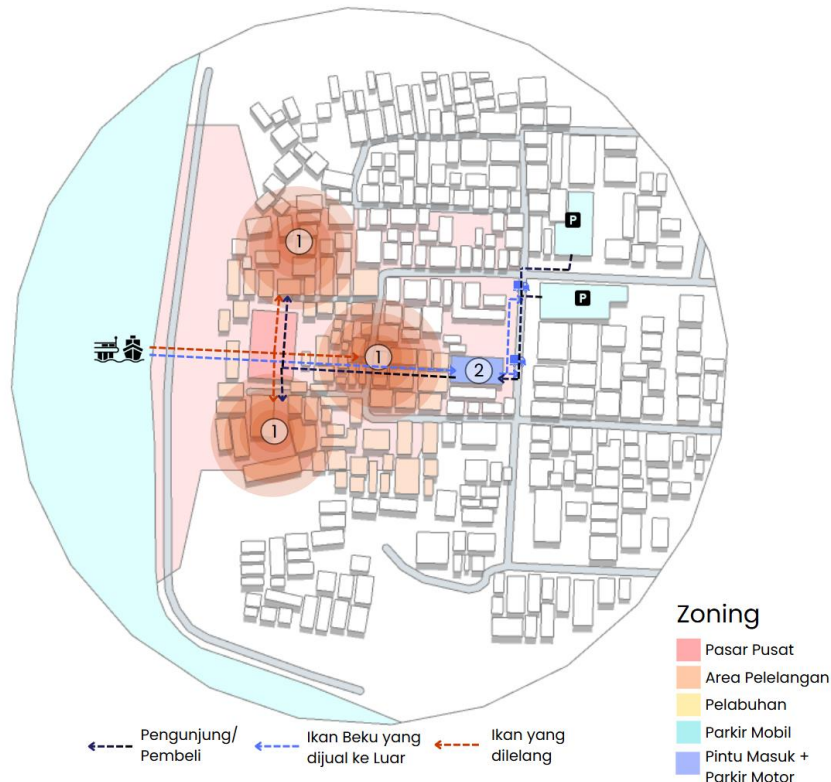 P
1
P
1
2
1
Zoning
Pasar Pusat
Area Pelelangan
Pelabuhan
Parkir Mobil
Pintu Masuk +
Parkir Motor
Pengunjung/
Pembeli
Ikan Beku yang
dijual ke Luar
Ikan yang
dilelang